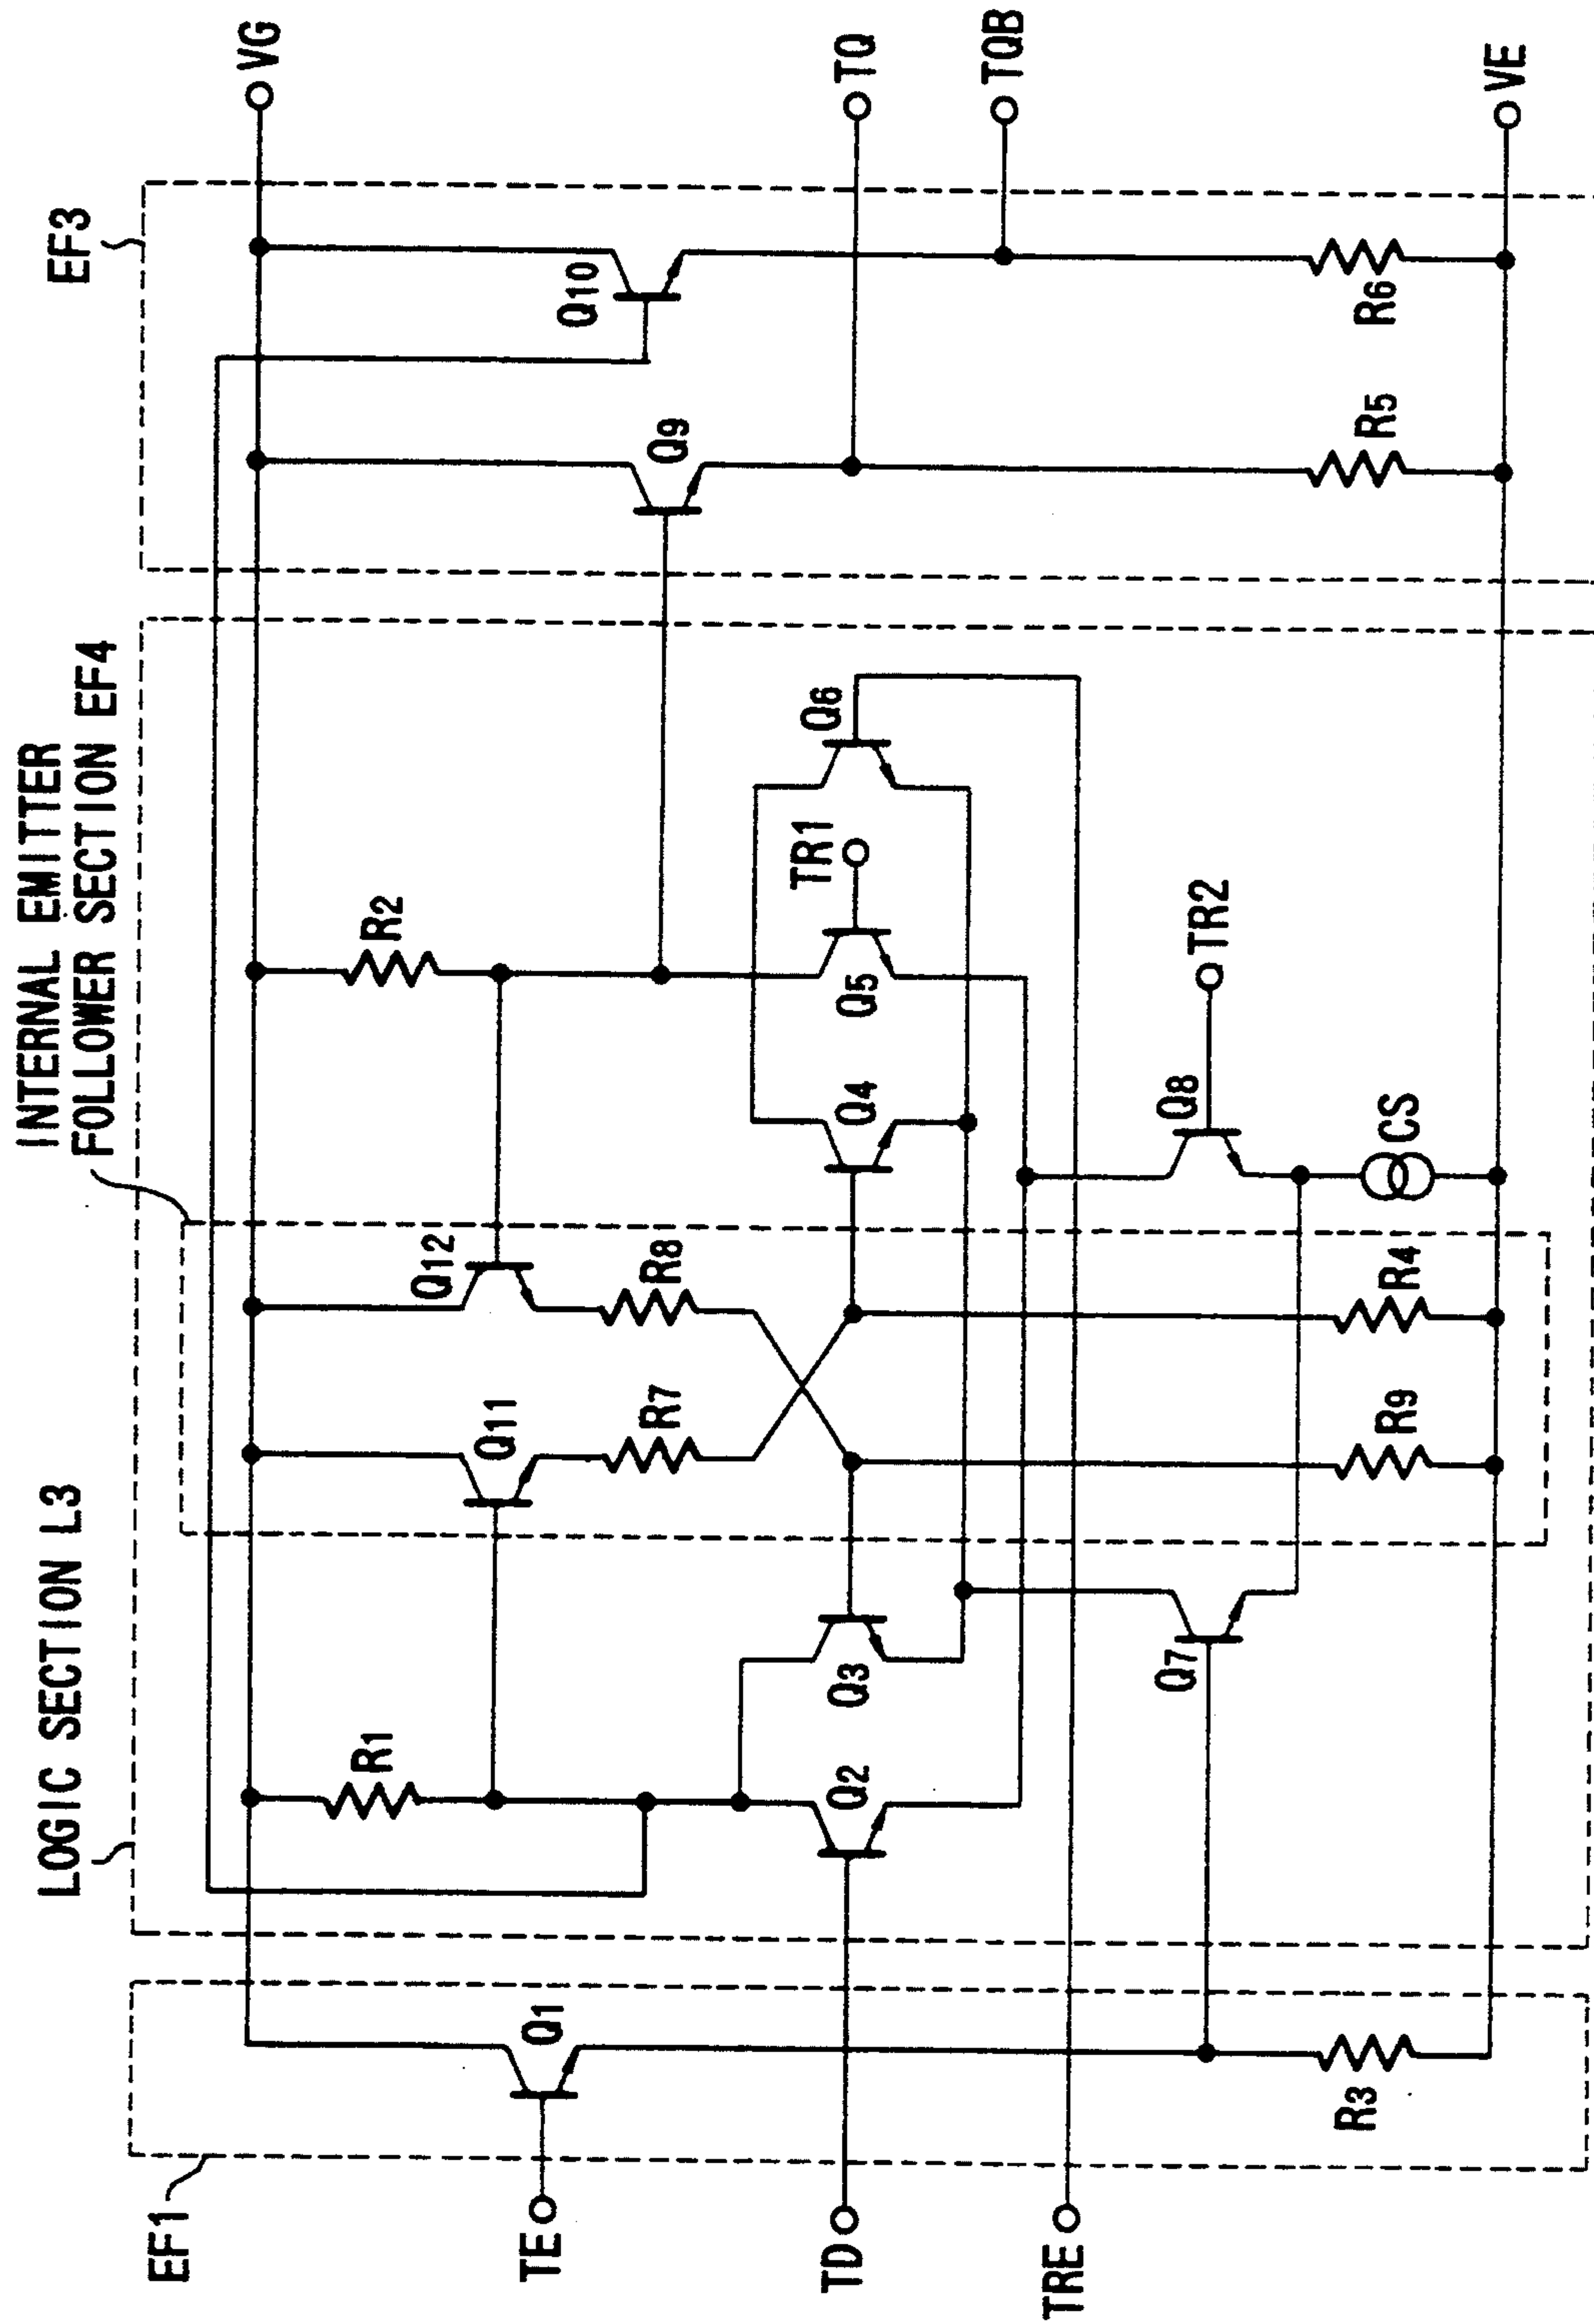 EF1
LOGIC SECTION L3
INTERNAL EMITTER
FOLLOWER SECTION EF4
EF3
VG
TE
Q1
R1
Q11
Q12
R2
Q9
Q10
R7
R8
TD
Q2
Q3
Q4
Q5
TR1
Q6
TQ
TQB
TRE
Q7
Q8
TR2
R3
R9
R4
CS
R5
R6
VE